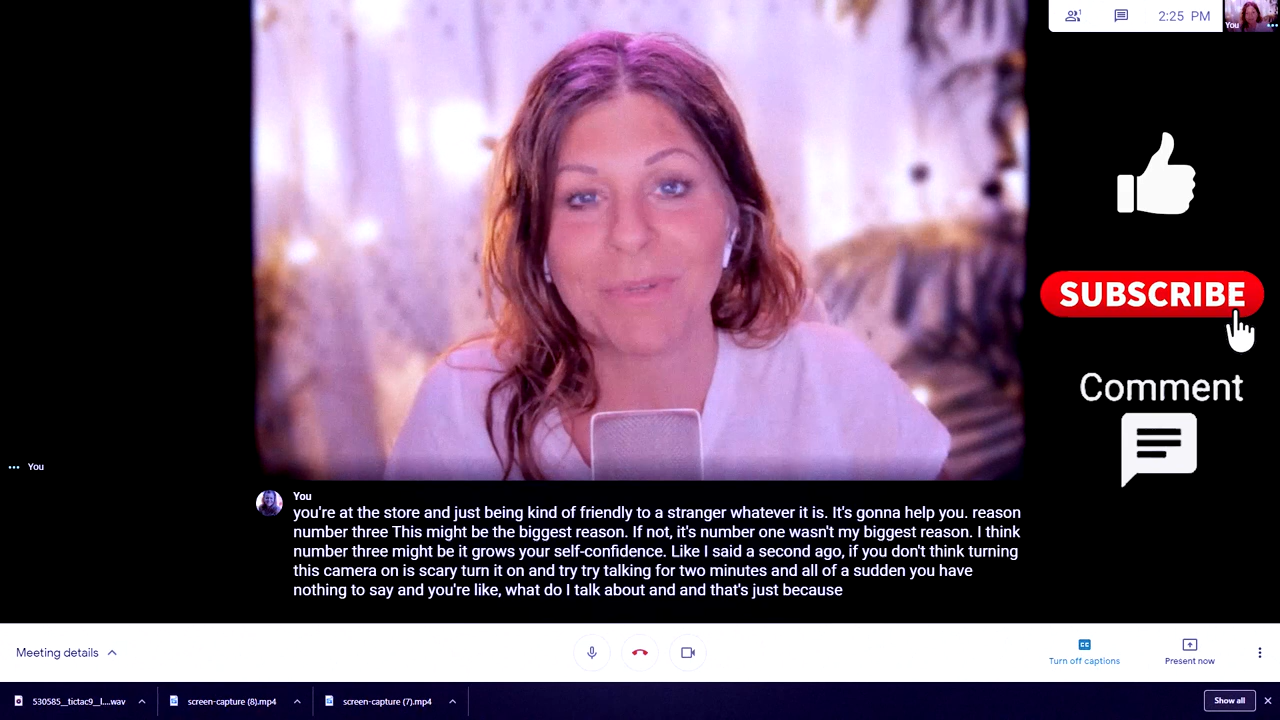 2:25 PM
1
You
SUBSCRIBE
Comment
You
You
you're at the store and just being kind of friendly to a stranger whatever it is. It's gonna help you. reason
number three This might be the biggest reason. If not, it's number one wasn't my biggest reason. I think
number three might be it grows your self-confidence. Like I said a second ago, if you don't think turning
this camera on is scary turn it on and try try talking for two minutes and all of a sudden you have
nothing to say and you're like, what do I talk about and and that's just because
Meeting details
CC
Turn off captions
Present now
530585__tictac9__l....wav
screen-capture (8).mp4
screen-capture (7).mp4
Show all